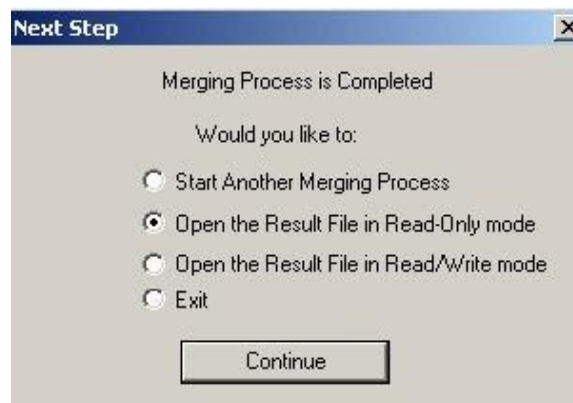 Next Step
Merging Process is Completed
Would you like to:
Start Another Merging Process
Open the Result File in Read-Only mode
Open the Result File in Read/Write mode
Exit
Continue